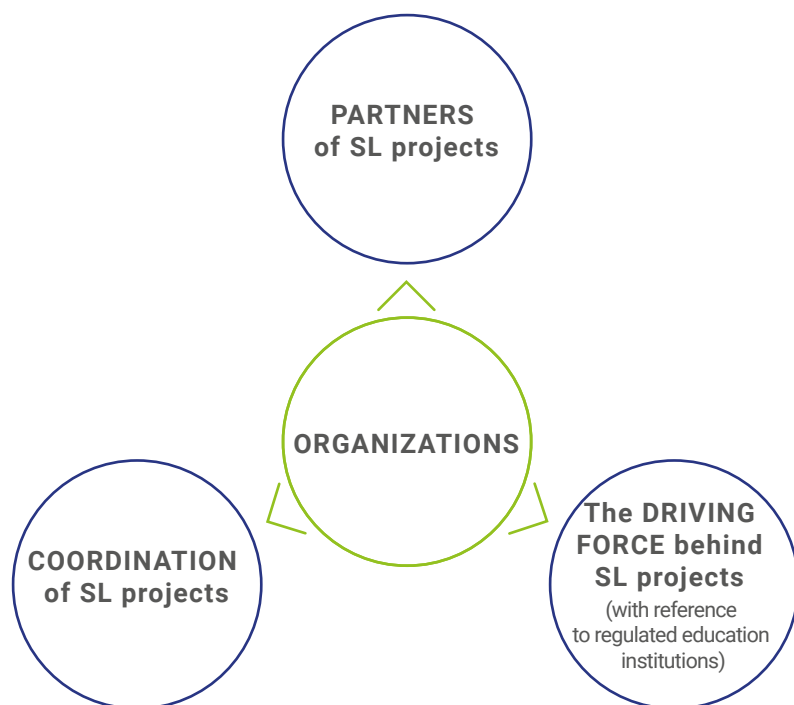 PARTNERS
of SL projects
ORGANIZATIONS
COORDINATION
of SL projects
The DRIVING
FORCE behind
SL projects
(with reference
to regulated education
institutions)